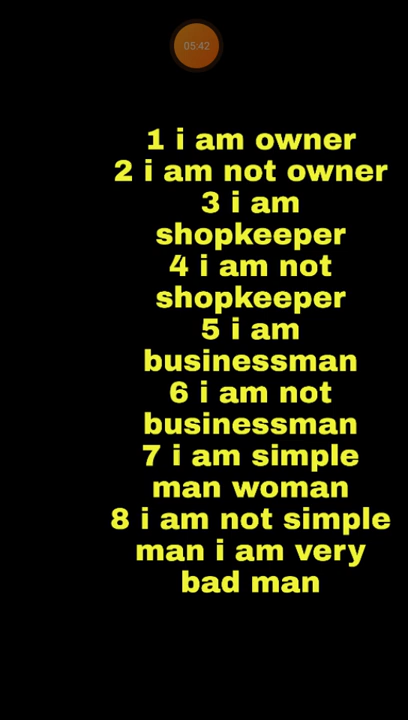 05:42
1 i am owner
2 i am not owner
3 i am
shopkeeper
4 i am not
shopkeeper
5 i am
businessman
6 i am not
businessman
7 i am simple
man woman
8 i am not simple
man i am very
bad man